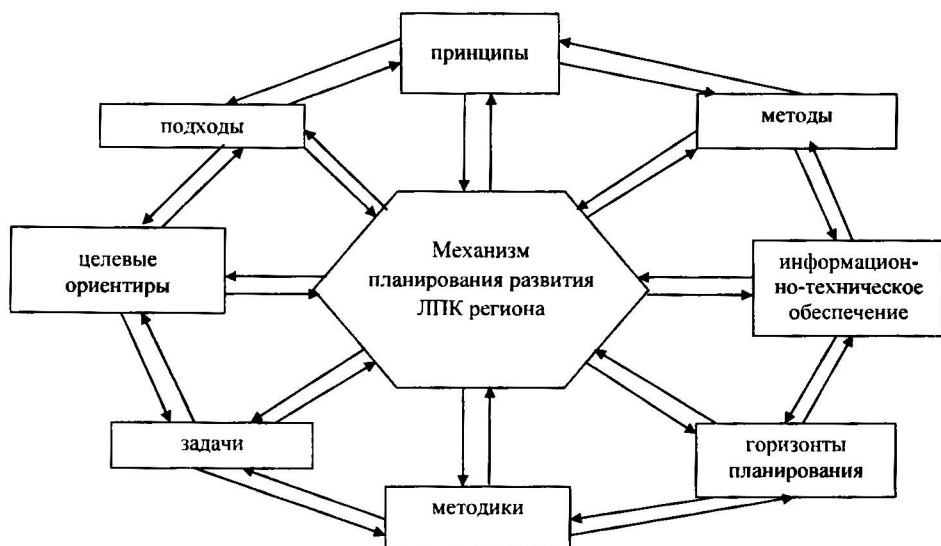 принципы
подходы
методы
Механизм
планирования развития
ЛПК региона
целевые
ориентиры
информацион-
но-техническое
обеспечение
задачи
горизонты
планирования
методики